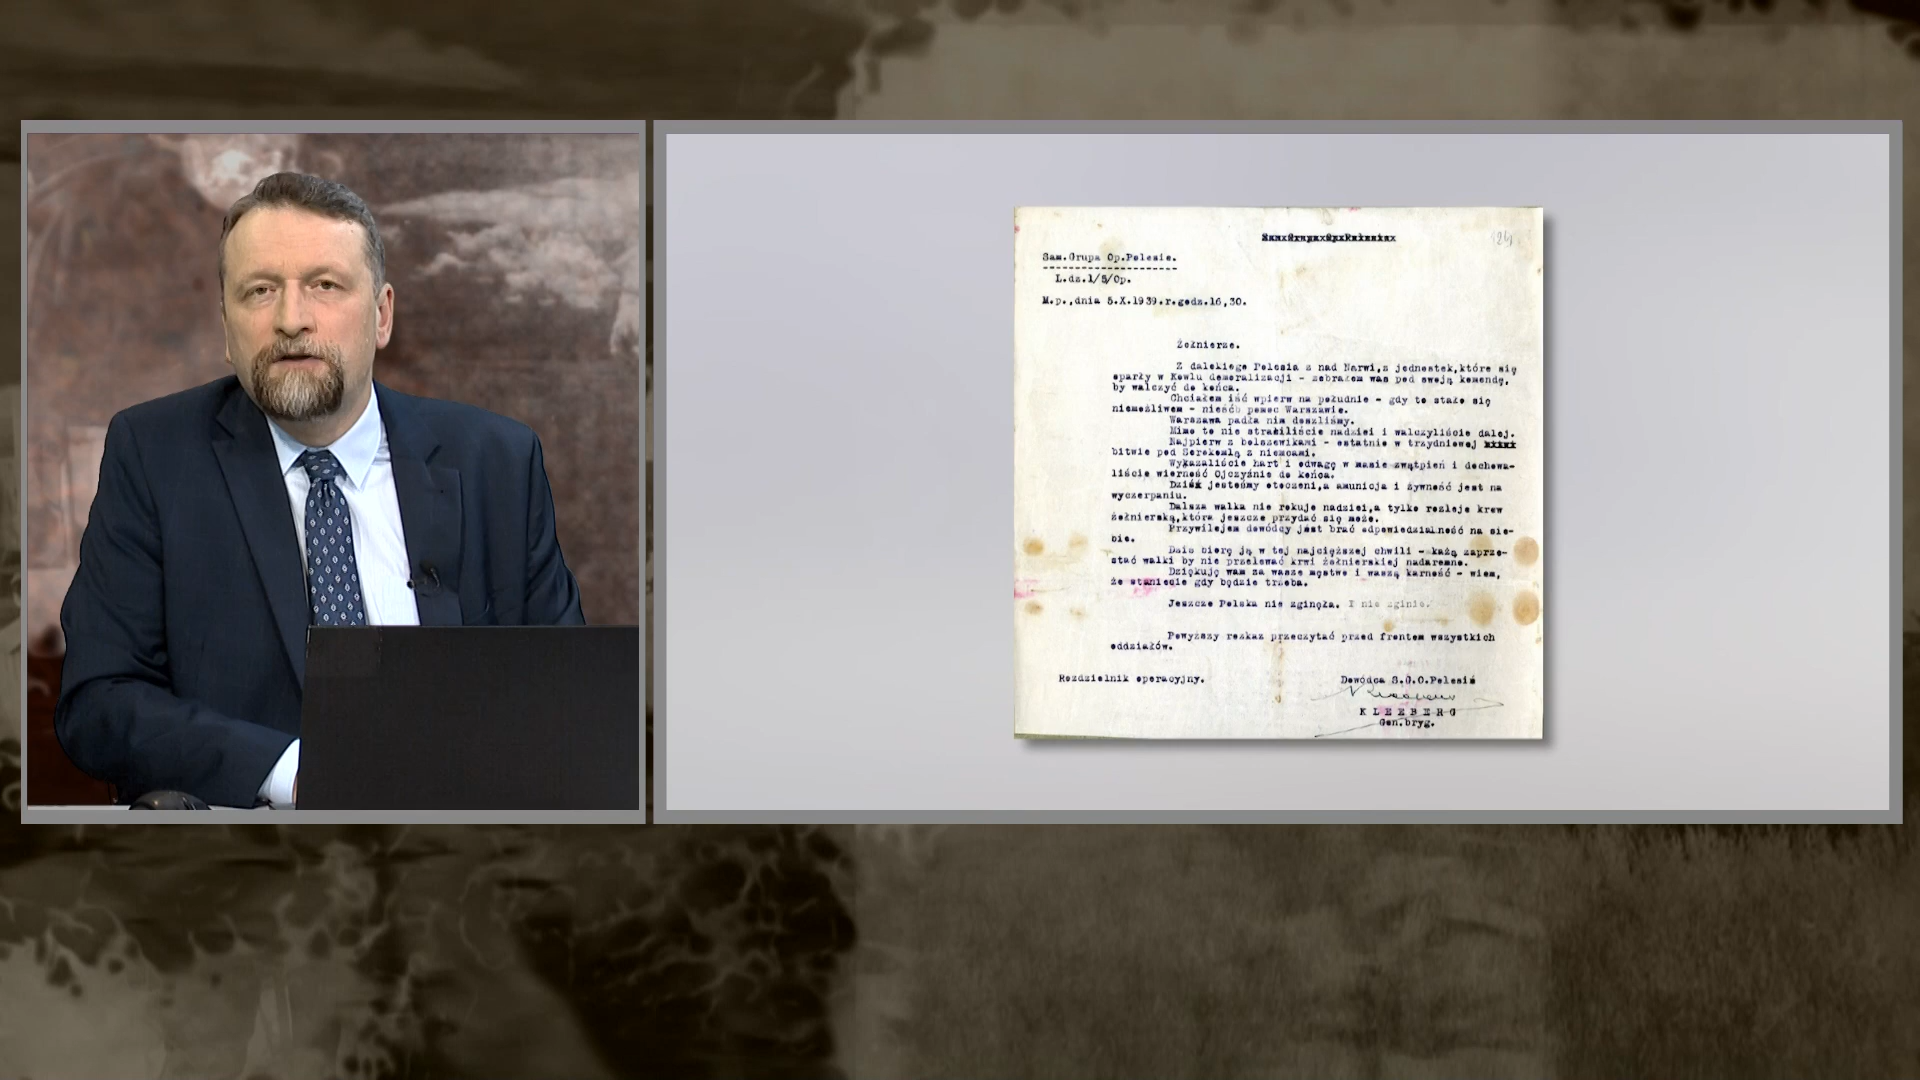 124
Sam.Grupa Op.Polesie.
L.dz.1/5/Op.
M.p.,dnia 5.X.1939.r.godz.16,30.
Żołnierze.
Z dalekiego Polesia z nad Narwi,z jednostek,które się
oparły w Kowlu demoralizacji - zebrałem was pod swoją komendę,
by walczyć do końca.
Chciałem iść wpierw na południe - gdy to stało się
niemożliwem - nieść pomoc Warszawie.
Warszawa padła nim doszliśmy.
Mimo to nie straciliście nadziei i walczyliście dalej.
Najpierw z bolszewikami - ostatnio w trzydniowej
bitwie pod Serokomlą z niemcami.
Wykazaliście hart i odwagę w masie zwątpień i dochowa-
liście wierność Ojczyźnie do końca.
Dziś jesteśmy otoczeni,a amunicja i żywność jest na
wyczerpaniu.
Dalsza walka nie rokuje nadziei,a tylko rozleje krew
żołnierską,która jeszcze przydać się może.
Przywilejem dowódcy jest brać odpowiedzialność na sie-
bie.
Dziś biorę ją w tej najcięższej chwili - każę zaprze-
stać walki by nie przelewać krwi żołnierskiej nadaremno.
Dziękuję wam za wasze męstwo i waszą karność - wiem,
że staniecie gdy będzie trzeba.
Jeszcze Polska nie zginęła. I nie zginie.
Powyższy rozkaz przeczytać przed frontem wszystkich
oddziałów.
Rozdzielnik operacyjny.
Dowódca S.G.O.Polesie
KLEEBERG
Gen.bryg.